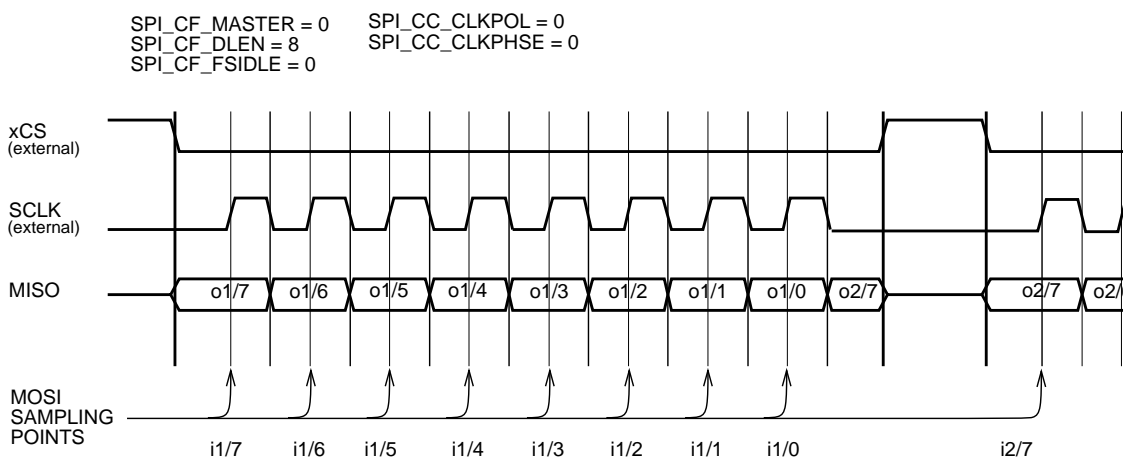 SPI_CF_MASTER = 0 SPI_CC_CLKPOL = 0
SPI_CF_DLEN = 8 SPI_CC_CLKPHSE = 0
SPI_CF_FSIDLE = 0
xCS
(external)
SCLK
(external)
MISO o1/7 o1/6 o1/5 o1/4 o1/3 o1/2 o1/1 o1/0 o2/7 o2/7 o2/
MOSI
SAMPLING
POINTS
i1/7 i1/6 i1/5 i1/4 i1/3 i1/2 i1/1 i1/0 i2/7